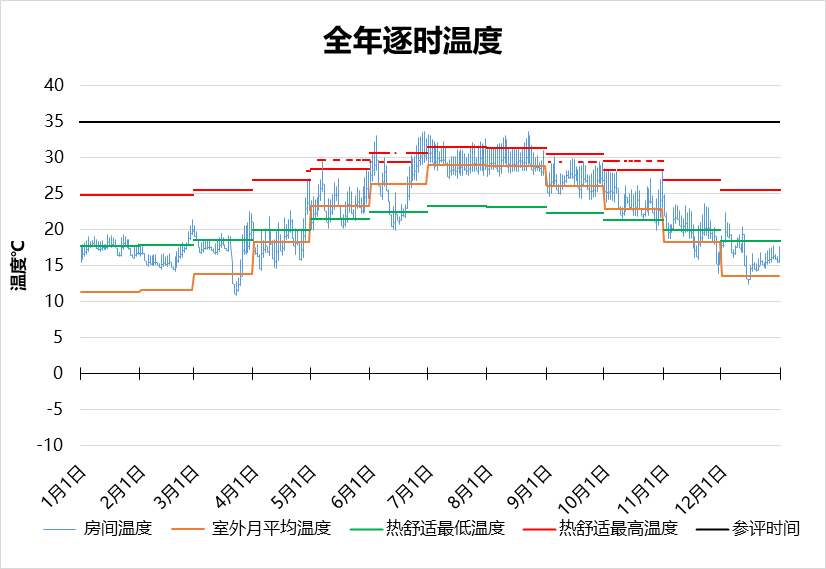 全年逐时温度
40
35
30
25
20
15
10
5
0
-5
-10
温度℃
1月1日
2月1日
3月1日
4月1日
5月1日
6月1日
7月1日
8月1日
9月1日
10月1日
11月1日
12月1日
房间温度
室外月平均温度
热舒适最低温度
热舒适最高温度
参评时间